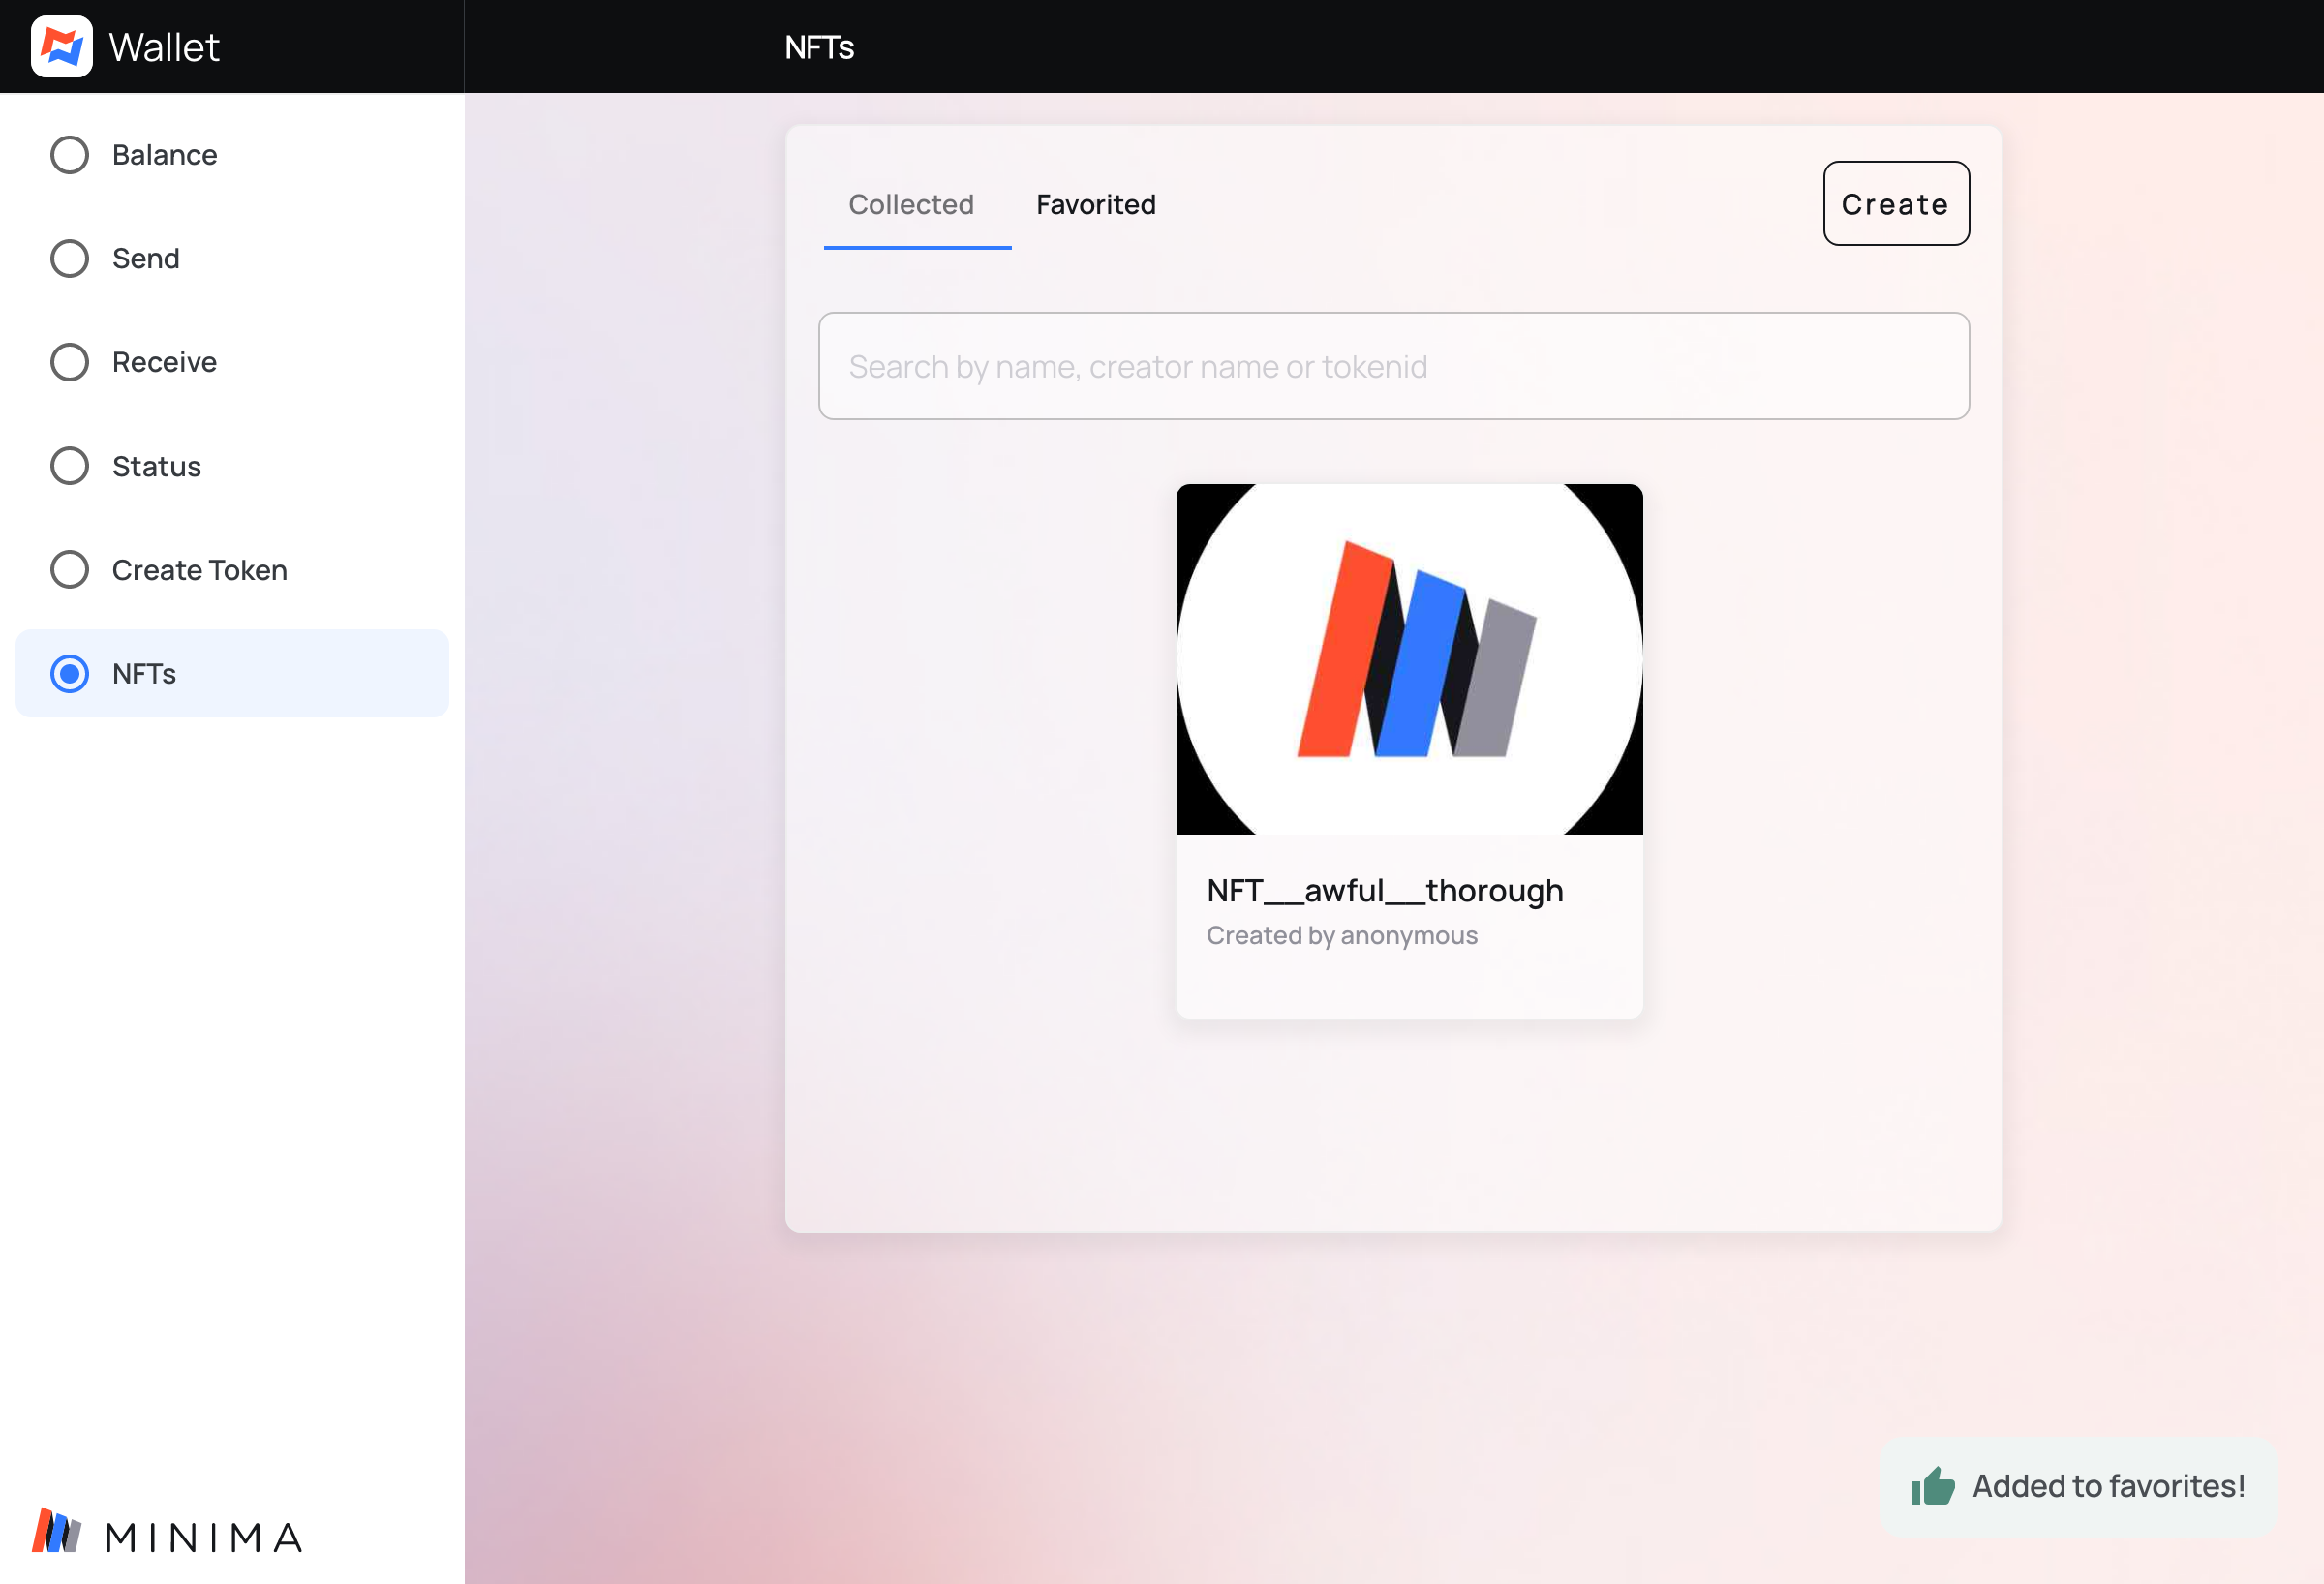 Wallet
NFTs
Balance
Send
Receive
Status
Create Token
NFTs
Collected
Favorited
Create
Search by name, creator name or tokenid
NFT__awful__thorough
Created by anonymous
Added to favorites!
MINIMA